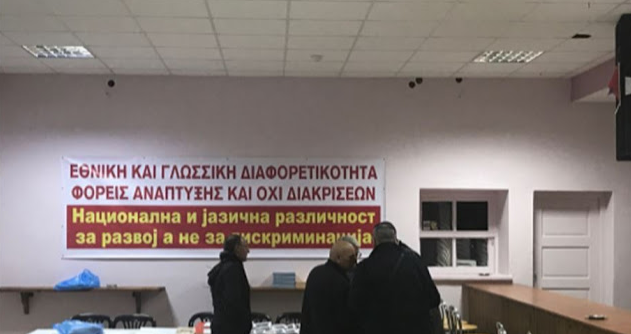 ΕΘΝΙΚΗ ΚΑΙ ΓΛΩΣΣΙΚΗ ΔΙΑΦΟΡΕΤΙΚΟΤΗΤΑ
ΦΟΡΕΙΣ ΑΝΑΠΤΥΞΗΣ ΚΑΙ ΟΧΙ ΔΙΑΚΡΙΣΕΩΝ
Национална и јазична различност
за развој а не за дискриминација